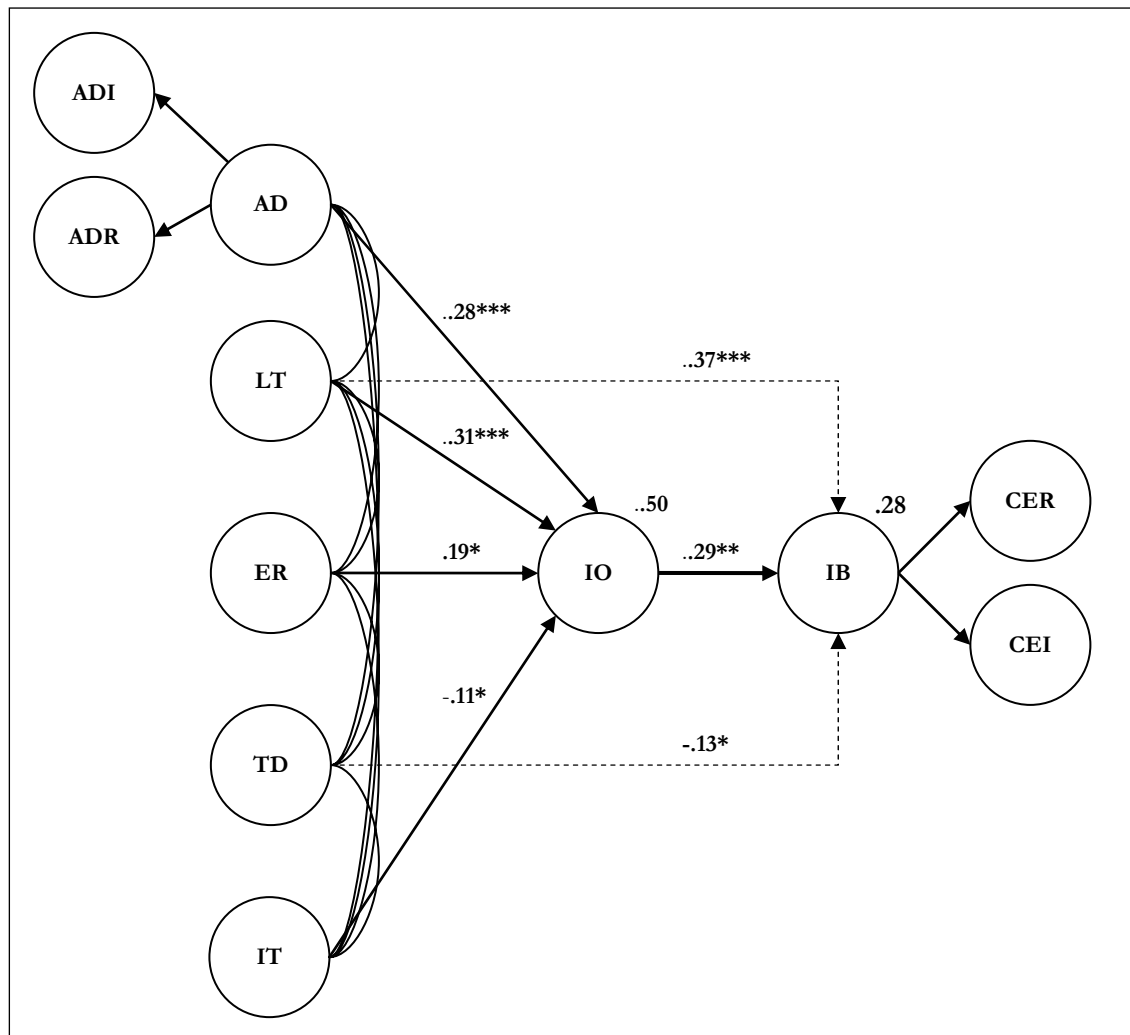 ADI
AD
ADR
..28***
LT
..37***
..31***
..50
.28
CER
ER
.19*
IO
..29**
IB
CEI
-.11*
TD
-.13*
IT